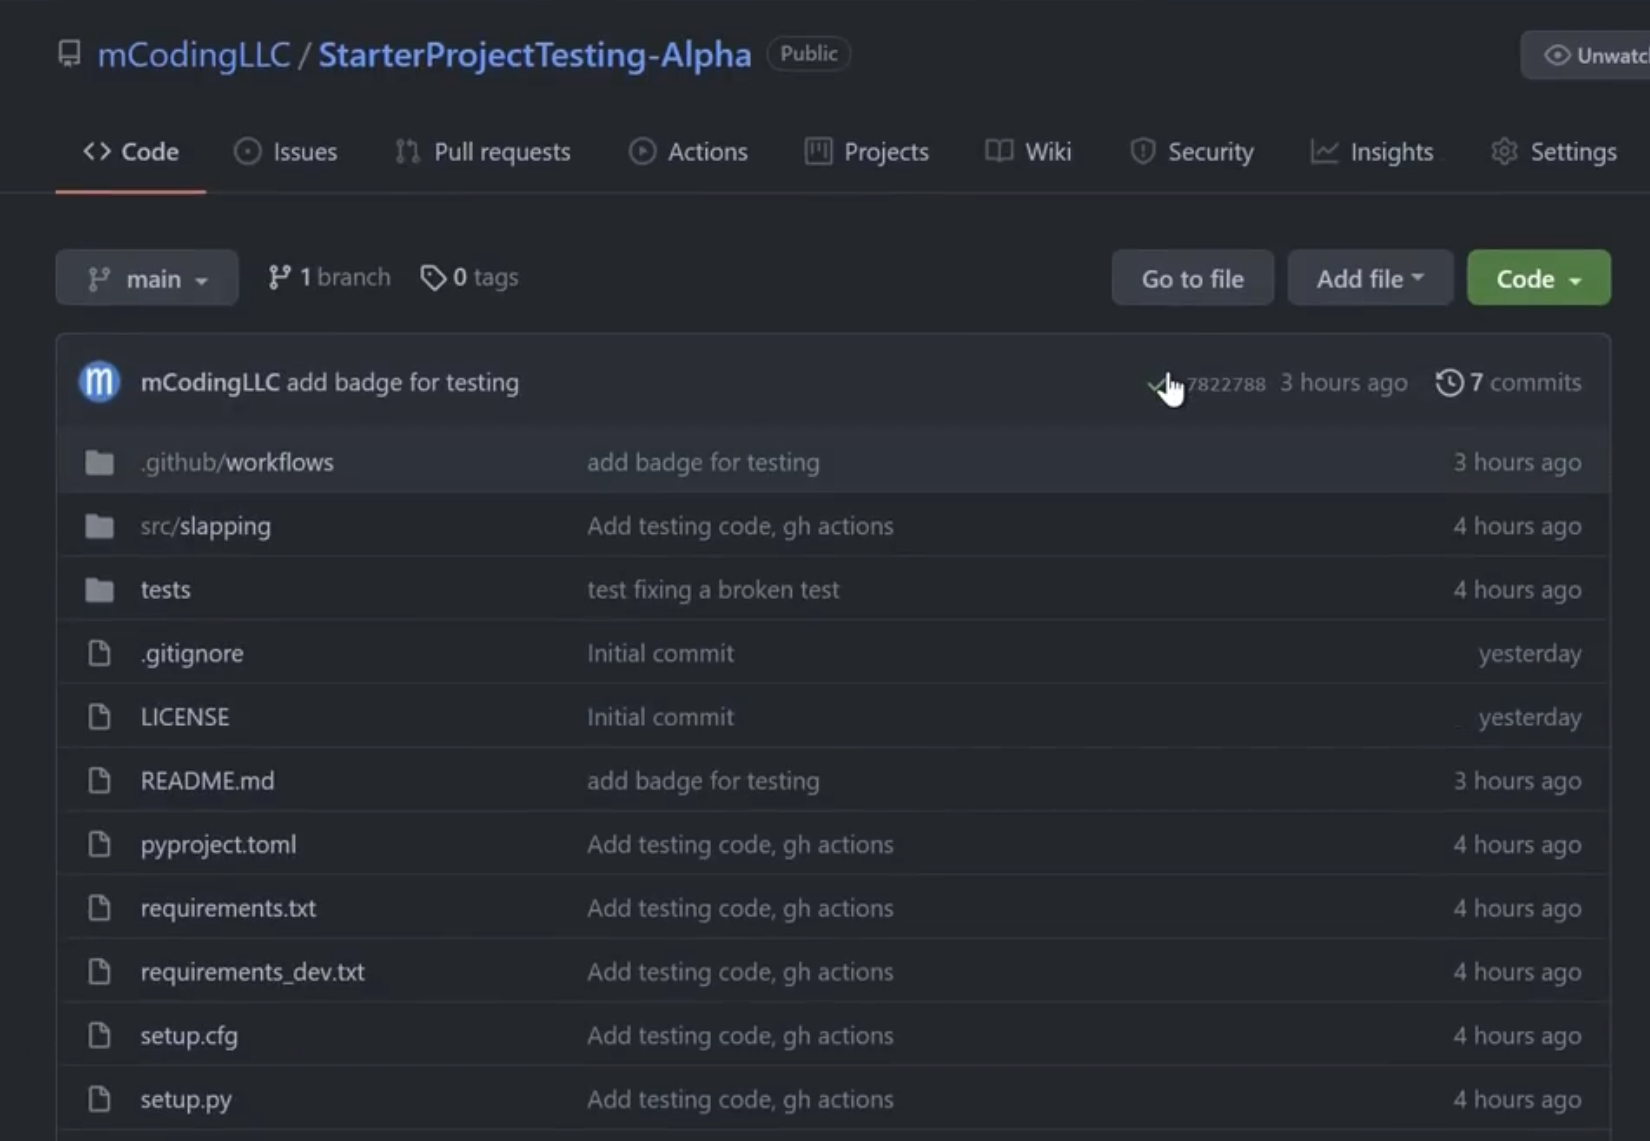 mCodingLLC / StarterProjectTesting-Alpha Public
Code Issues Pull requests Actions Projects Wiki Security Insights Settings
main 1 branch 0 tags Go to file Add file Code
m mCodingLLC add badge for testing 7822788 3 hours ago 7 commits
.github/workflows add badge for testing 3 hours ago
src/slapping Add testing code, gh actions 4 hours ago
tests test fixing a broken test 4 hours ago
.gitignore Initial commit yesterday
LICENSE Initial commit yesterday
README.md add badge for testing 3 hours ago
pyproject.toml Add testing code, gh actions 4 hours ago
requirements.txt Add testing code, gh actions 4 hours ago
requirements_dev.txt Add testing code, gh actions 4 hours ago
setup.cfg Add testing code, gh actions 4 hours ago
setup.py Add testing code, gh actions 4 hours ago